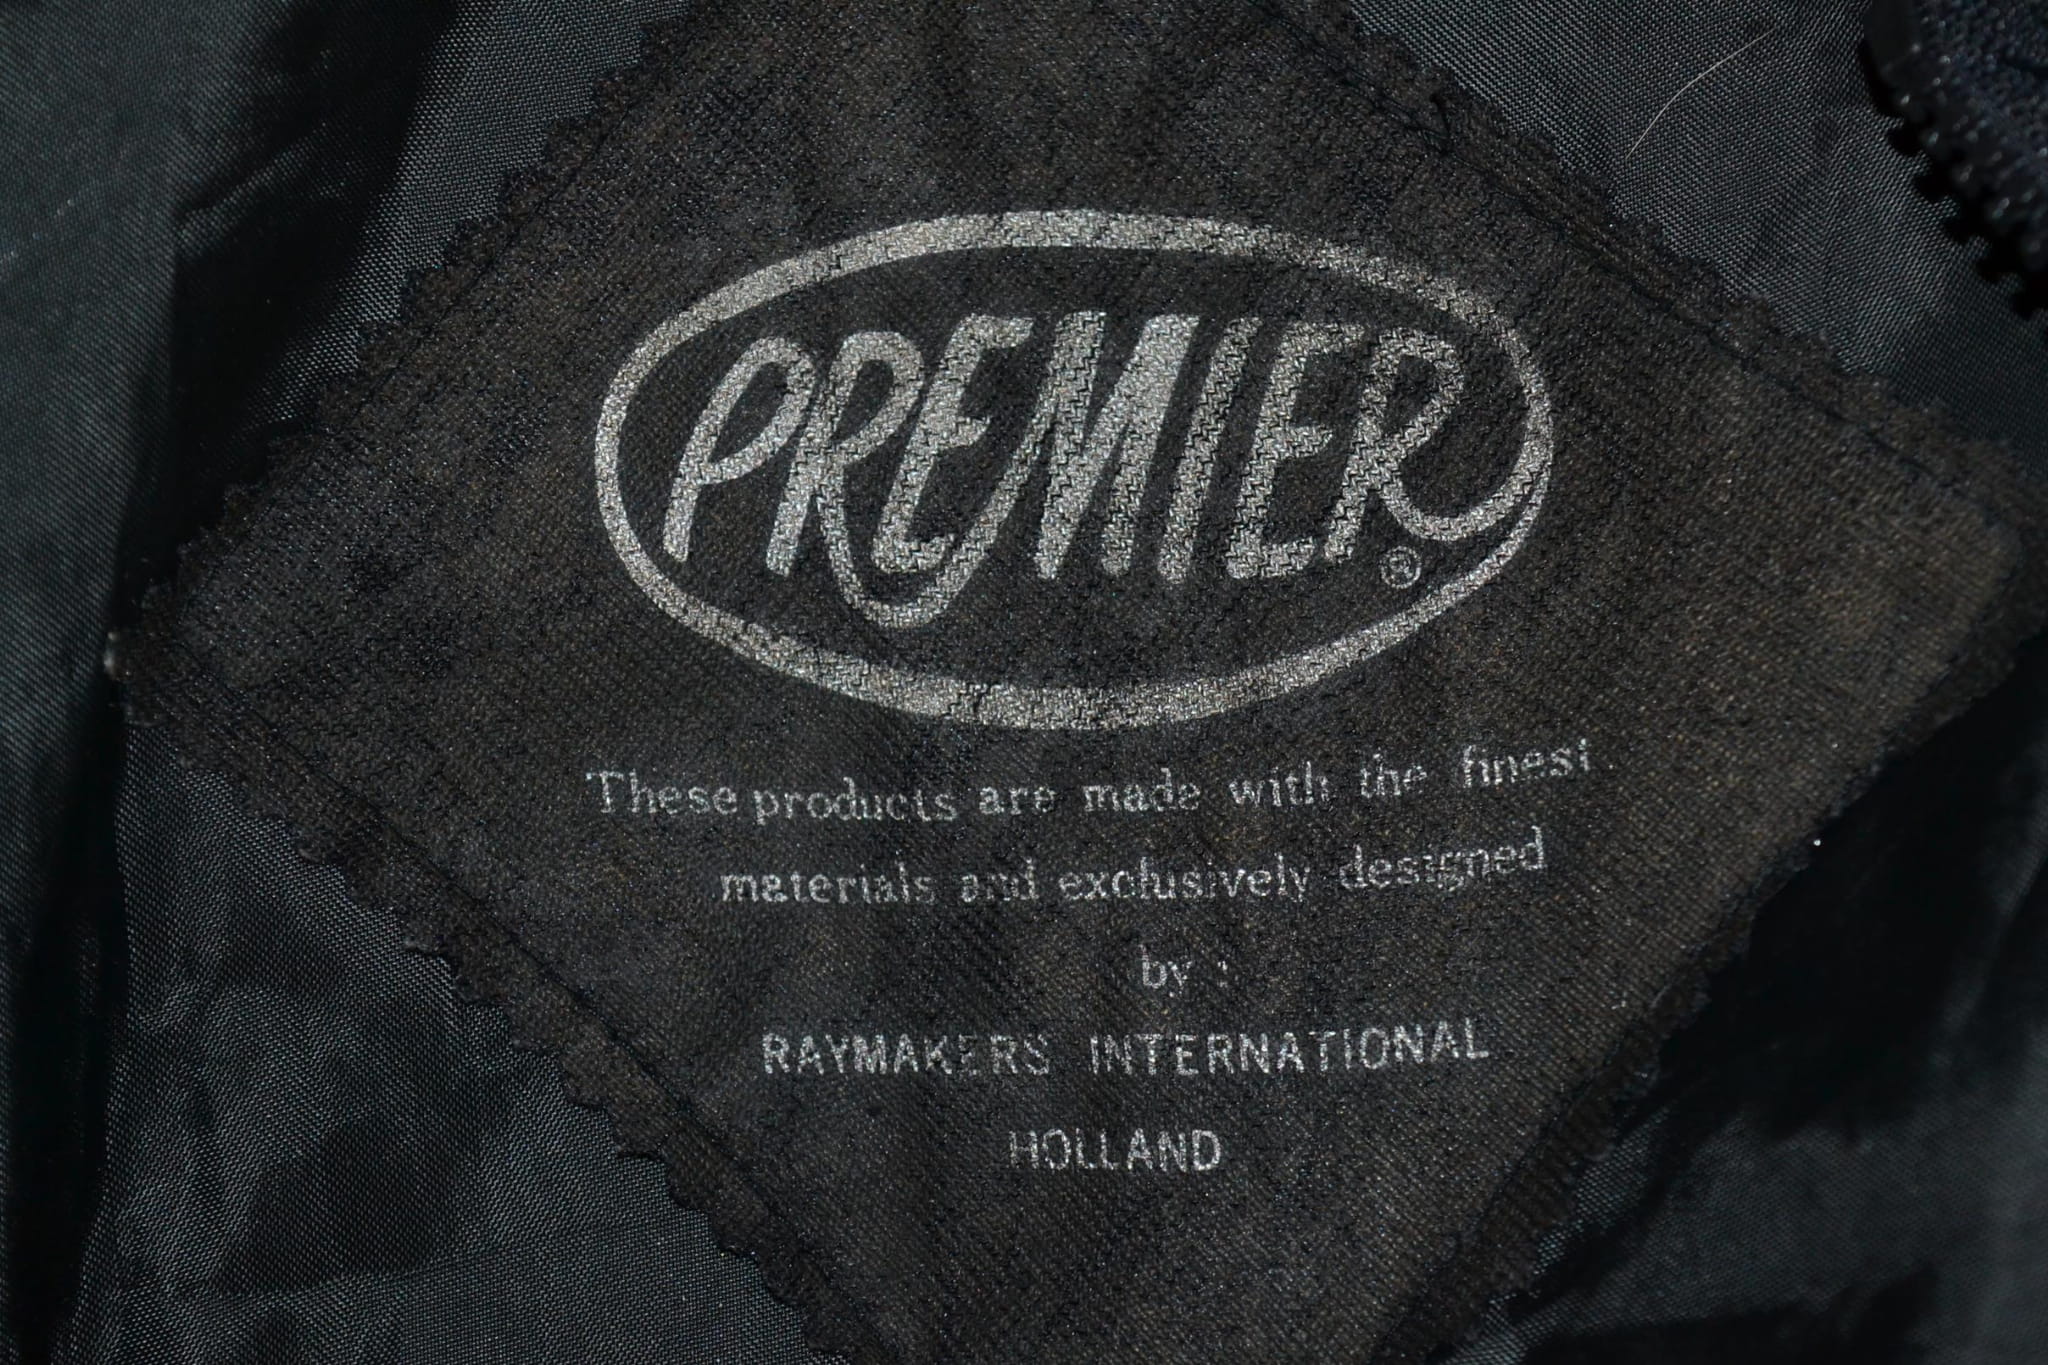 PREMIER®
These products are made with the finest
materials and exclusively designed
by :
RAYMAKERS INTERNATIONAL
HOLLAND